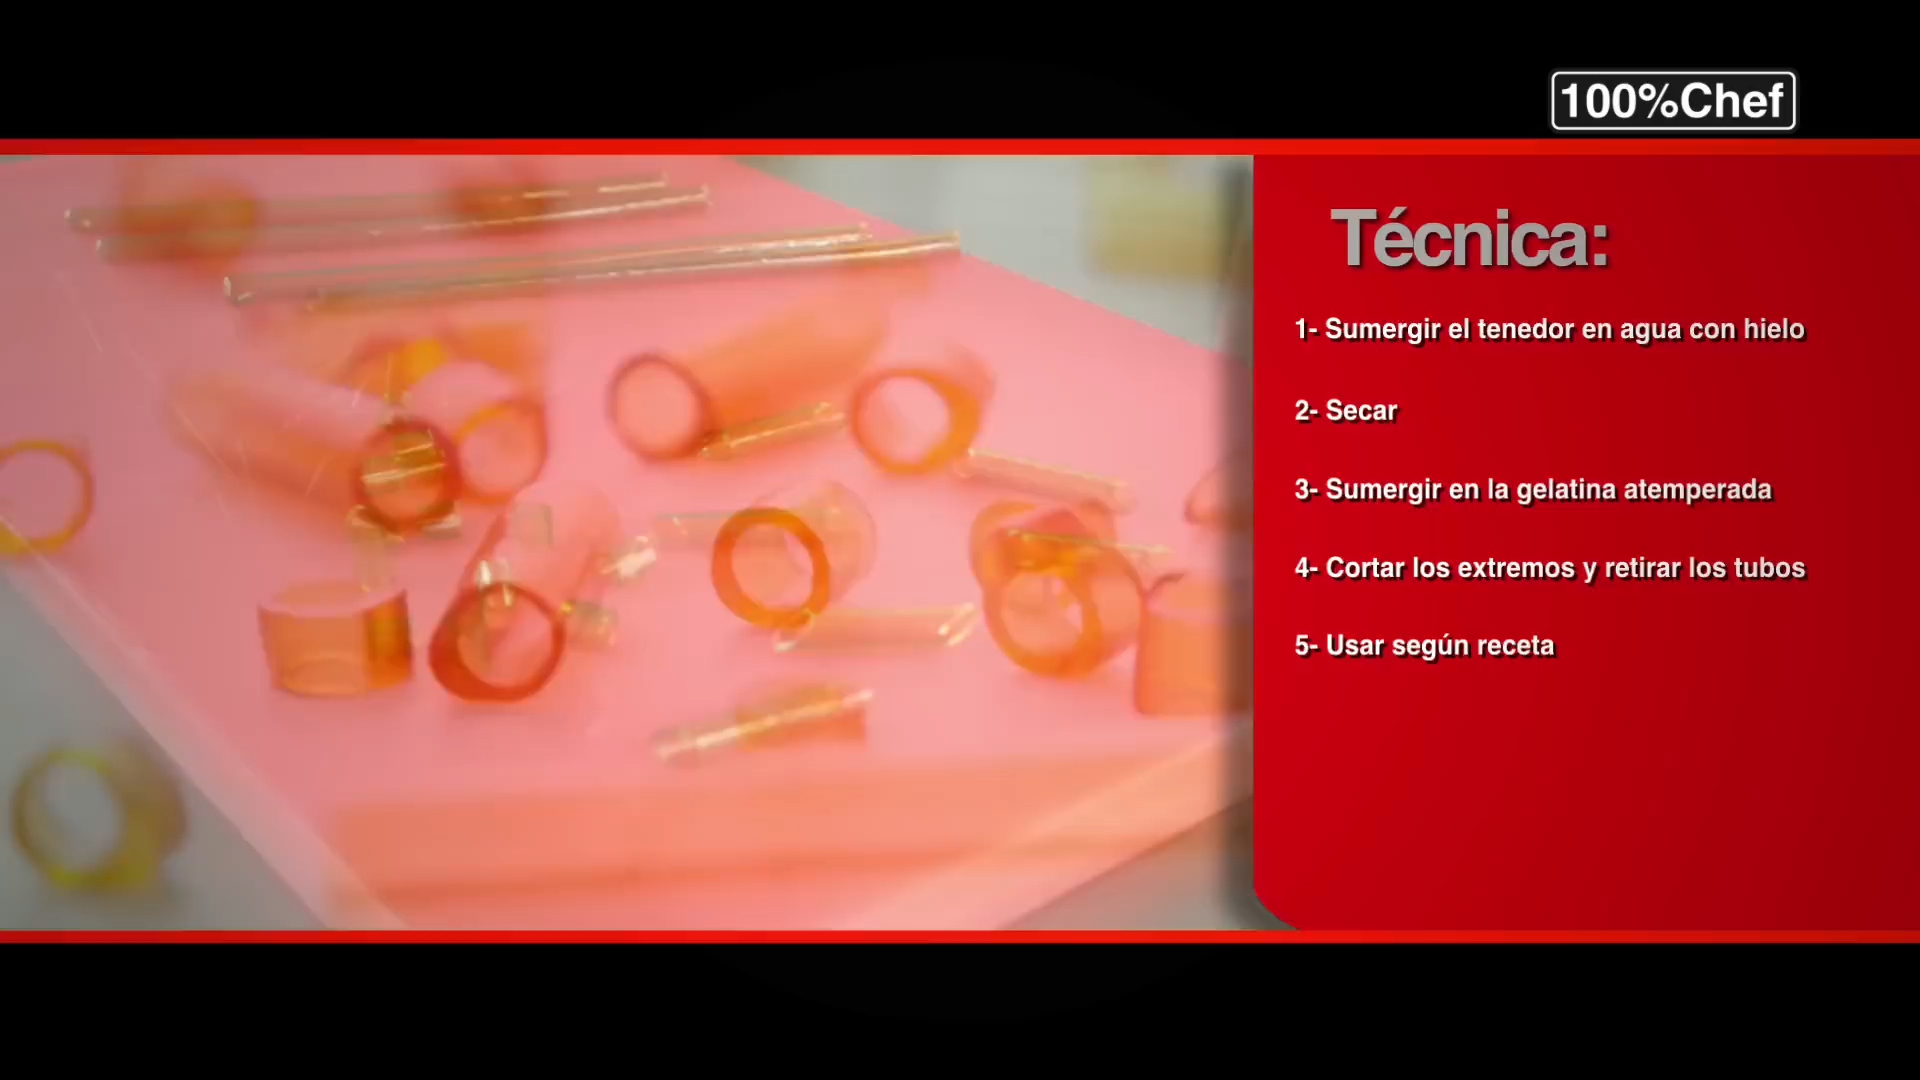 100%Chef
Técnica:
1- Sumergir el tenedor en agua con hielo
2- Secar
3- Sumergir en la gelatina atemperada
4- Cortar los extremos y retirar los tubos
5- Usar según receta